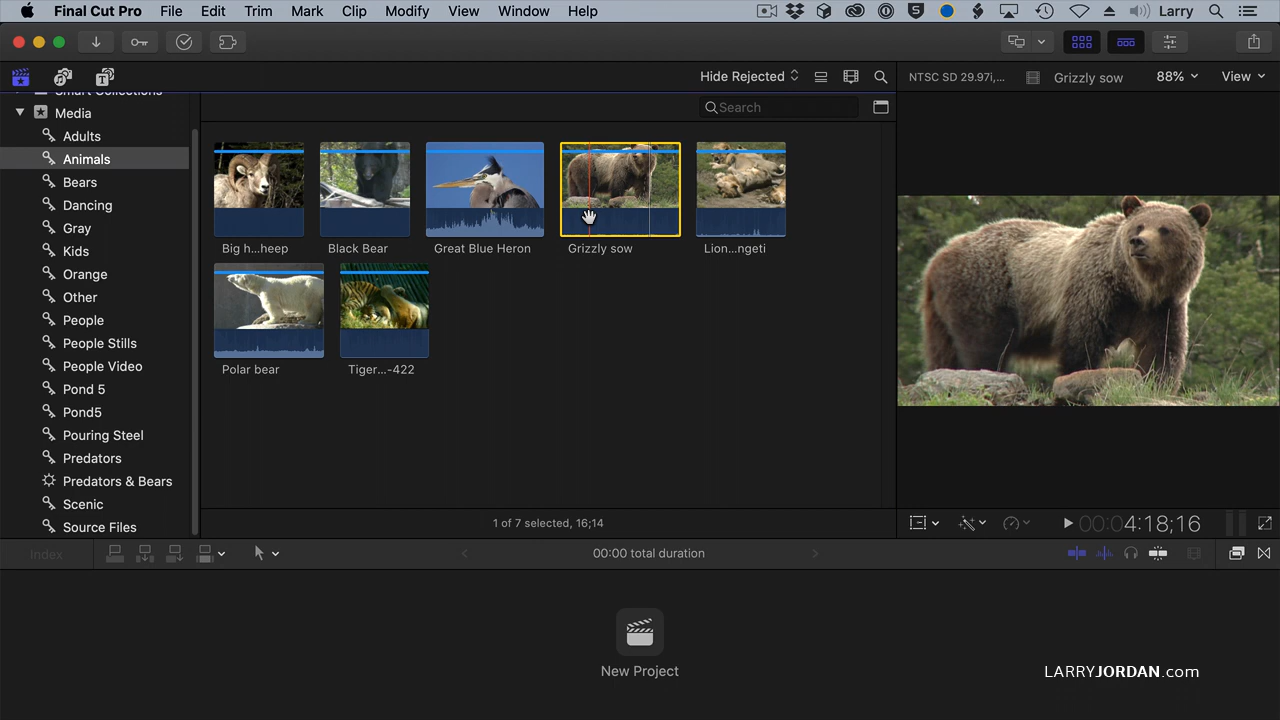 Final Cut Pro File Edit Trim Mark Clip Modify View Window Help Larry
Hide Rejected NTSC SD 29.97i,... Grizzly sow 88% View
Smart Collections
Search
Media
Adults
Animals
Bears
Dancing
Gray
Kids
Orange
Other
People
People Stills
People Video
Pond 5
Pond5
Pouring Steel
Predators
Predators & Bears
Scenic
Source Files
Big h...heep Black Bear Great Blue Heron Grizzly sow Lion...ngeti
Polar bear Tiger...-422
1 of 7 selected, 16;14
00:00:04:18;16
Index 00:00 total duration
New Project
LARRYJORDAN.com